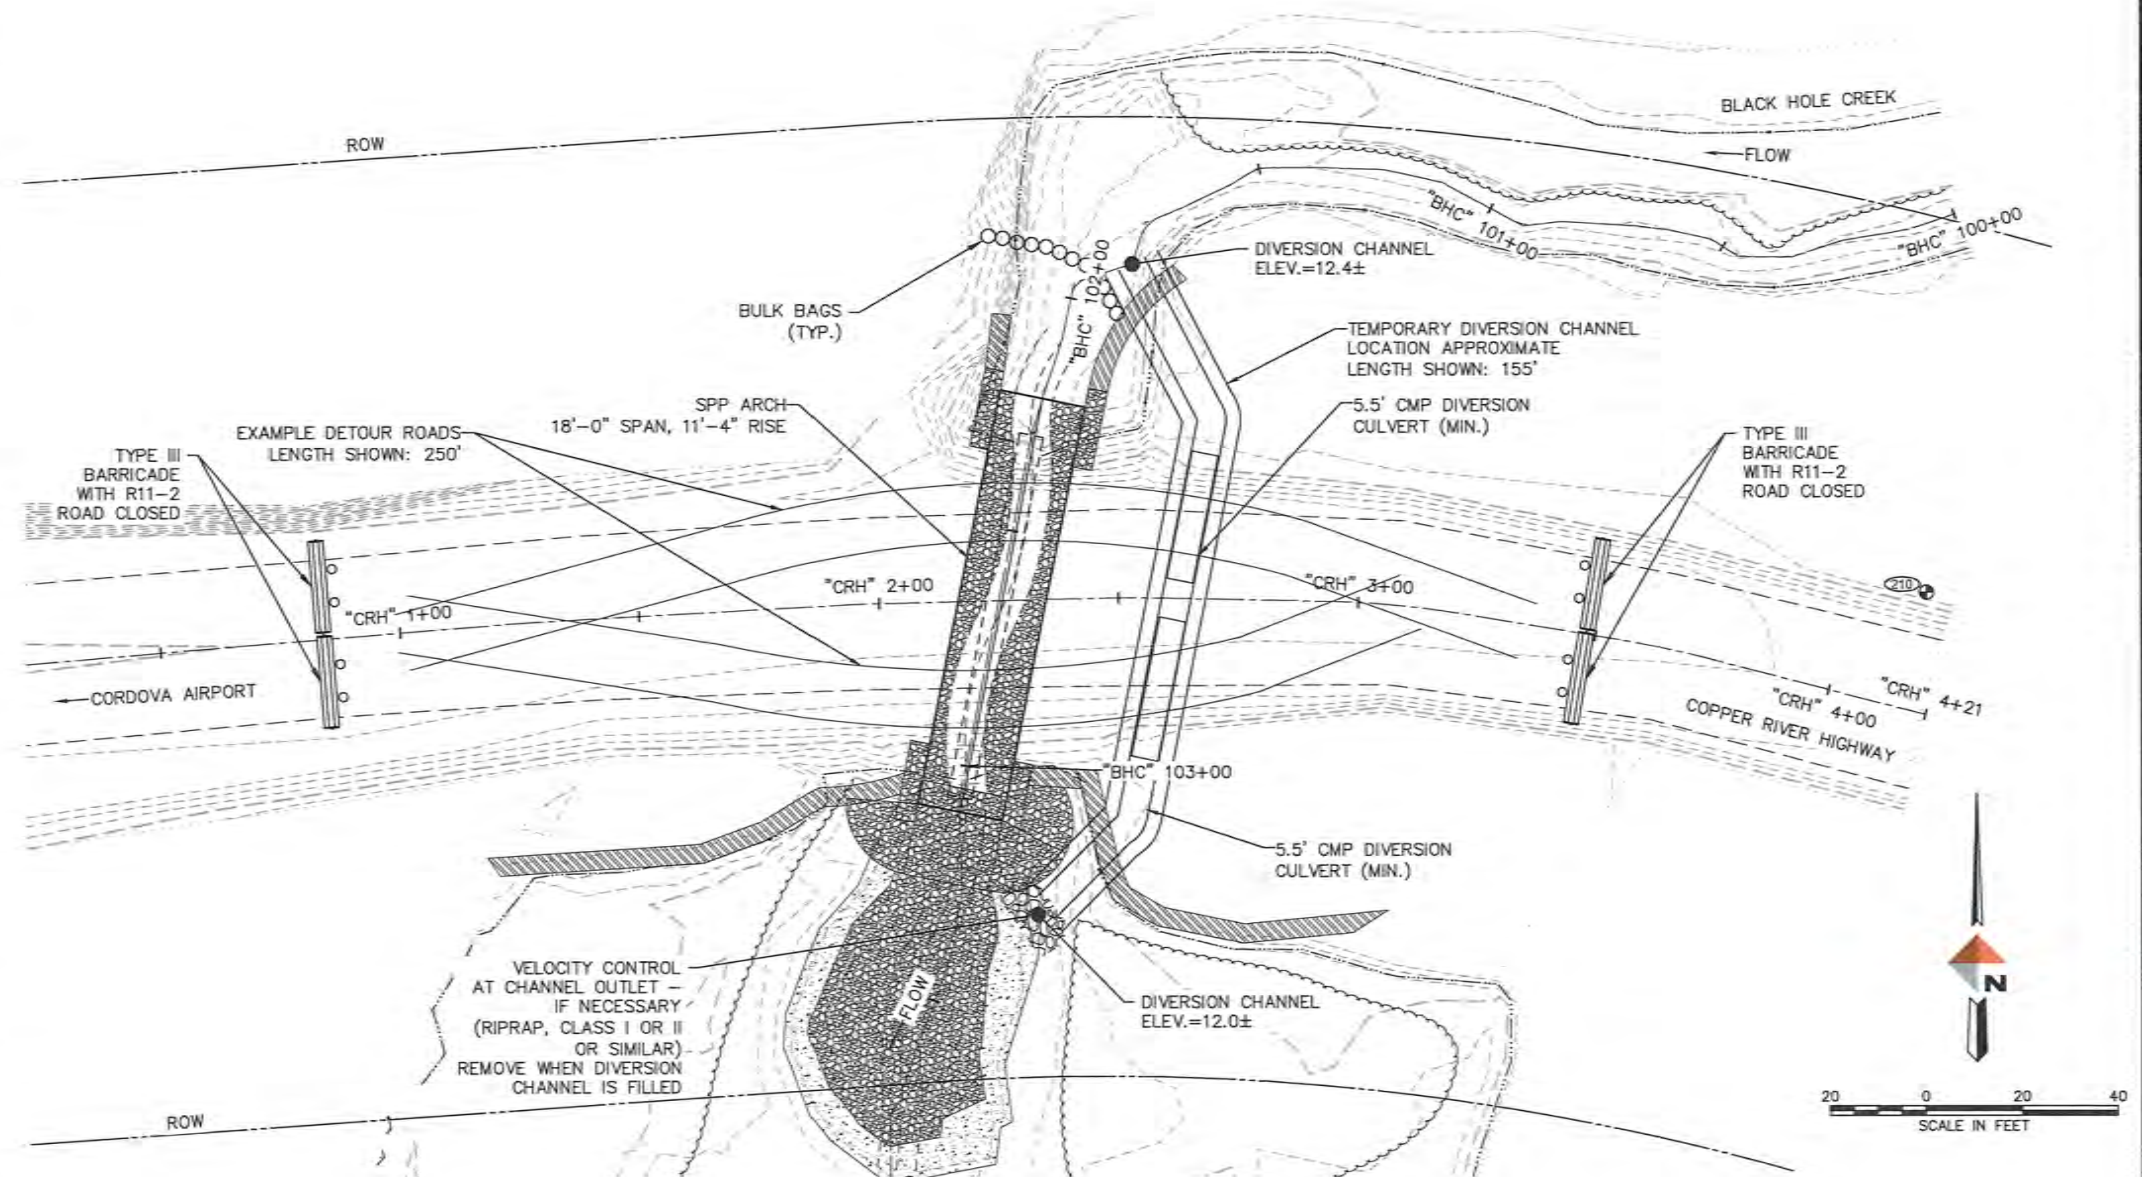 BLACK HOLE CREEK
ROW
FLOW
"BHC" 101+00
"BHC" 100+00
"BHC" 102+00
DIVERSION CHANNEL
ELEV.=12.4±
BULK BAGS
(TYP.)
TEMPORARY DIVERSION CHANNEL
LOCATION APPROXIMATE
LENGTH SHOWN: 155'
SPP ARCH
18'-0" SPAN, 11'-4" RISE
5.5' CMP DIVERSION
CULVERT (MIN.)
EXAMPLE DETOUR ROADS
LENGTH SHOWN: 250'
TYPE III
BARRICADE
WITH R11-2
ROAD CLOSED
TYPE III
BARRICADE
WITH R11-2
ROAD CLOSED
"CRH" 1+00
"CRH" 2+00
"CRH" 3+00
210
CORDOVA AIRPORT
"CRH" 4+00
"CRH" 4+21
COPPER RIVER HIGHWAY
"BHC" 103+00
5.5' CMP DIVERSION
CULVERT (MIN.)
VELOCITY CONTROL
AT CHANNEL OUTLET -
IF NECESSARY
(RIPRAP, CLASS I OR II
OR SIMILAR)
REMOVE WHEN DIVERSION
CHANNEL IS FILLED
FLOW
DIVERSION CHANNEL
ELEV.=12.0±
N
ROW
20 0 20 40
SCALE IN FEET